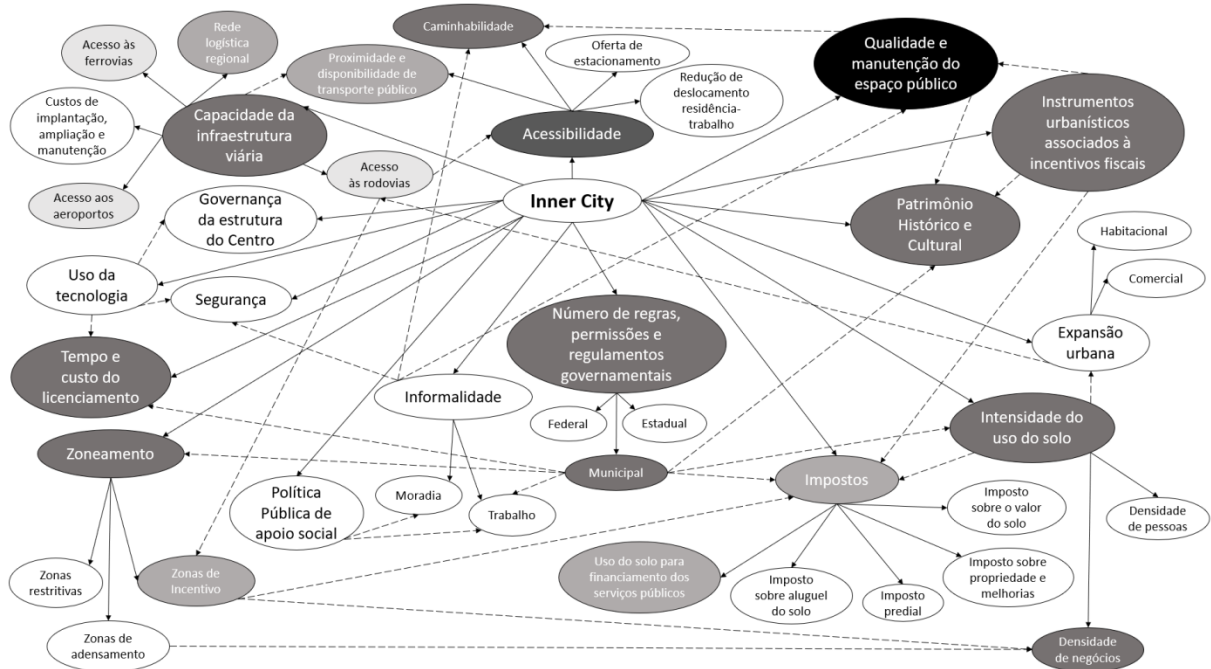 Acesso às
ferrovias
Rede
logística
regional
Caminhabilidade
Oferta de
estacionamento
Qualidade e
manutenção do
espaço público
Proximidade e
disponibilidade de
transporte público
Redução de
deslocamento
residência-
trabalho
Custos de
implantação,
ampliação e
manutenção
Capacidade da
infraestrutura
viária
Acessibilidade
Instrumentos
urbanísticos
associados à
incentivos fiscais
Acesso
às rodovias
Acesso aos
aeroportos
Governança
da estrutura
do Centro
Inner City
Patrimônio
Histórico e
Cultural
Habitacional
Comercial
Uso da
tecnologia
Segurança
Número de regras,
permissões e
regulamentos
governamentais
Expansão
urbana
Tempo e
custo do
licenciamento
Informalidade
Federal
Estadual
Intensidade do
uso do solo
Zoneamento
Municipal
Impostos
Política
Pública de
apoio social
Moradia
Trabalho
Imposto
sobre o valor
do solo
Densidade
de pessoas
Zonas
restritivas
Zonas de
Incentivo
Uso do solo para
financiamento dos
serviços públicos
Imposto
sobre aluguel
do solo
Imposto
predial
Imposto sobre
propriedade e
melhorias
Zonas de
adensamento
Densidade
de negócios